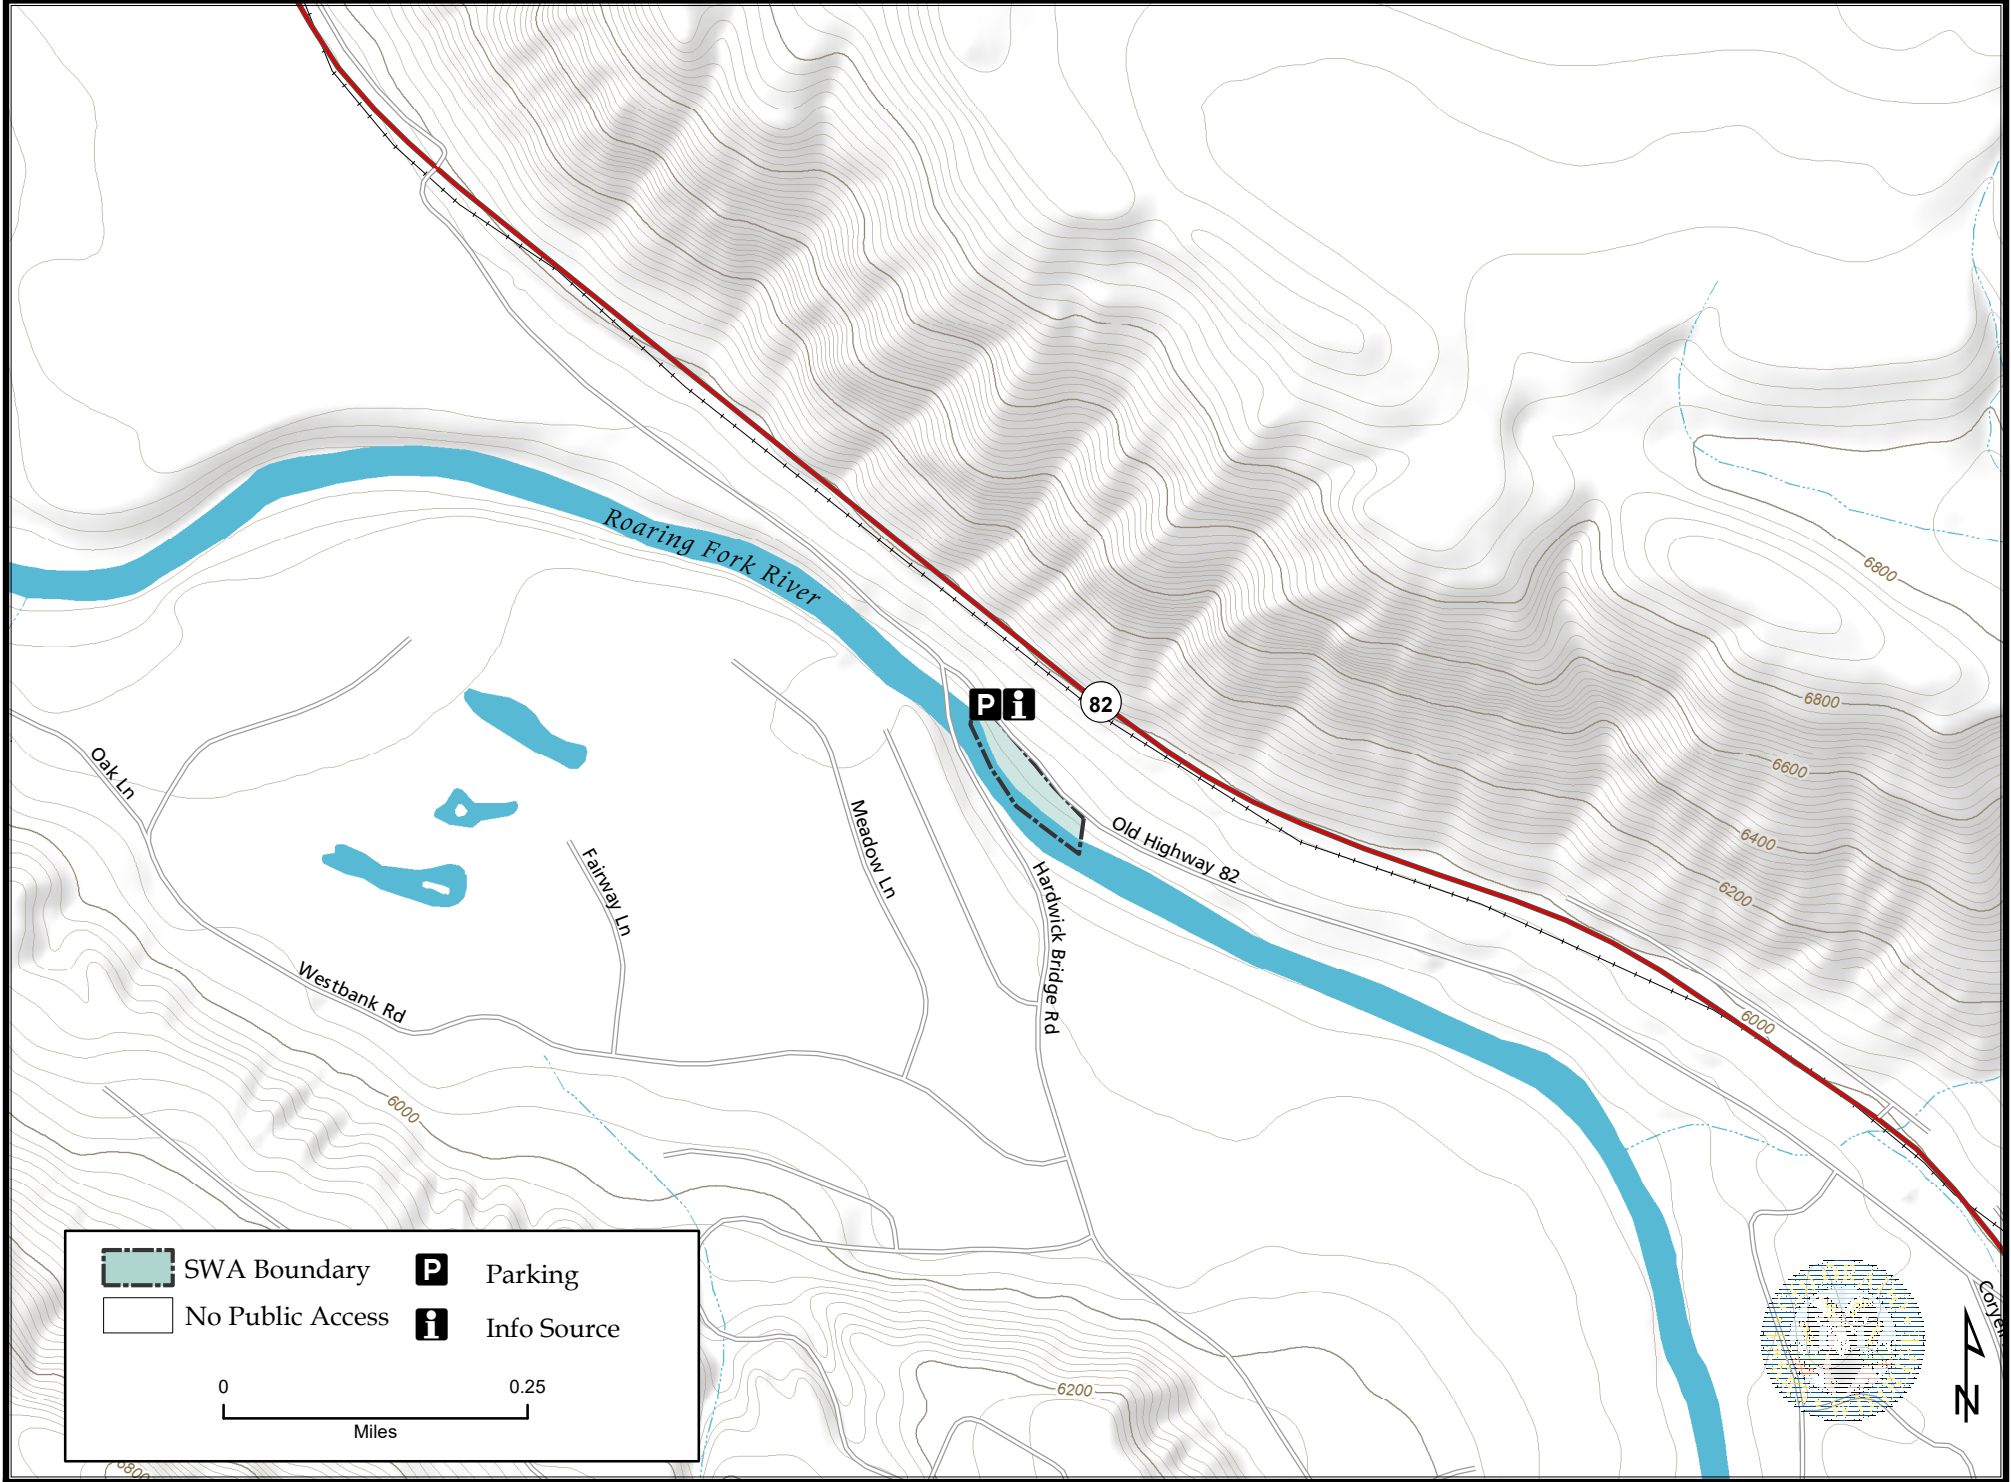 Roaring Fork River
P i
82
6800
6800
6600
6400
6200
6000
Oak Ln
Meadow Ln
Fairway Ln
Old Highway 82
Hardwick Bridge Rd
Westbank Rd
6000
SWA Boundary
P Parking
No Public Access
i Info Source
0 0.25
Miles
6200
6800
N